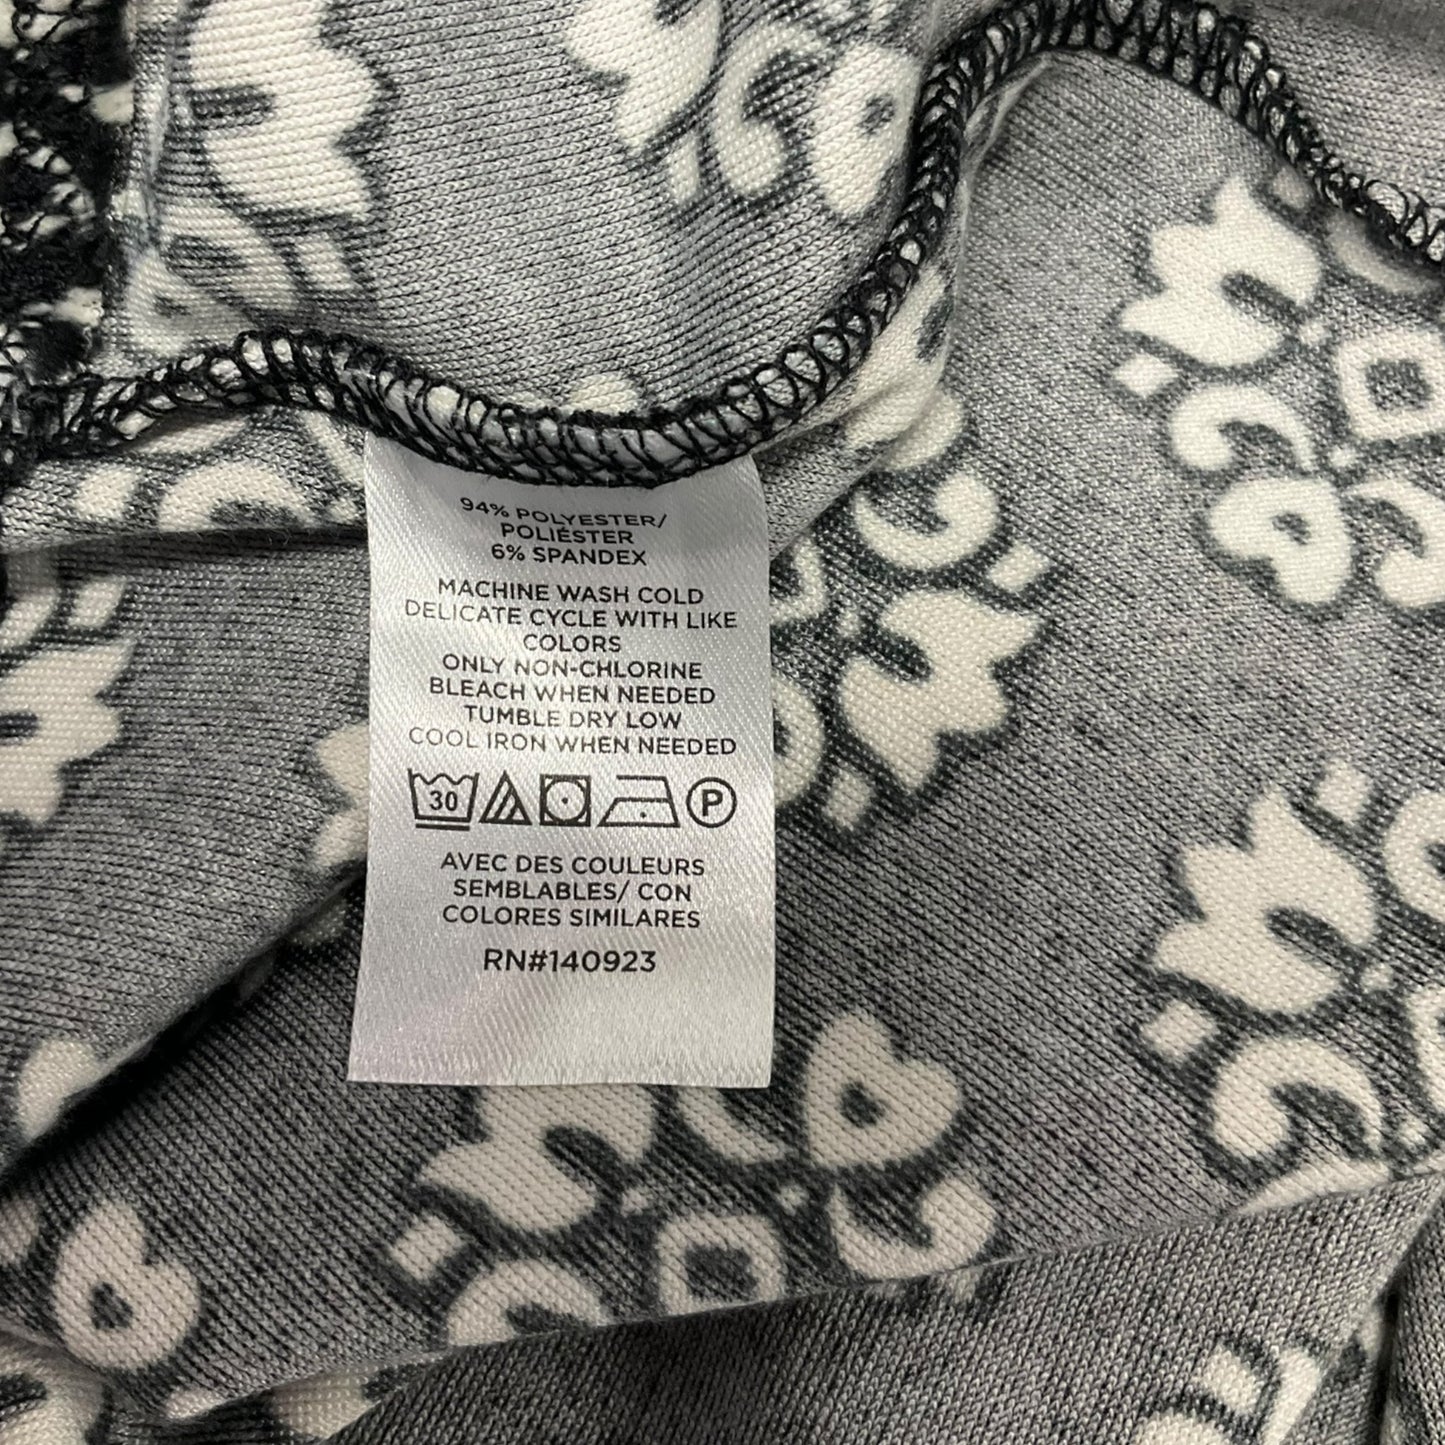 94% POLYESTER/
POLIÉSTER
6% SPANDEX
MACHINE WASH COLD
DELICATE CYCLE WITH LIKE
COLORS
ONLY NON-CHLORINE
BLEACH WHEN NEEDED
TUMBLE DRY LOW
COOL IRON WHEN NEEDED
30 P
AVEC DES COULEURS
SEMBLABLES/ CON
COLORES SIMILARES
RN#140923